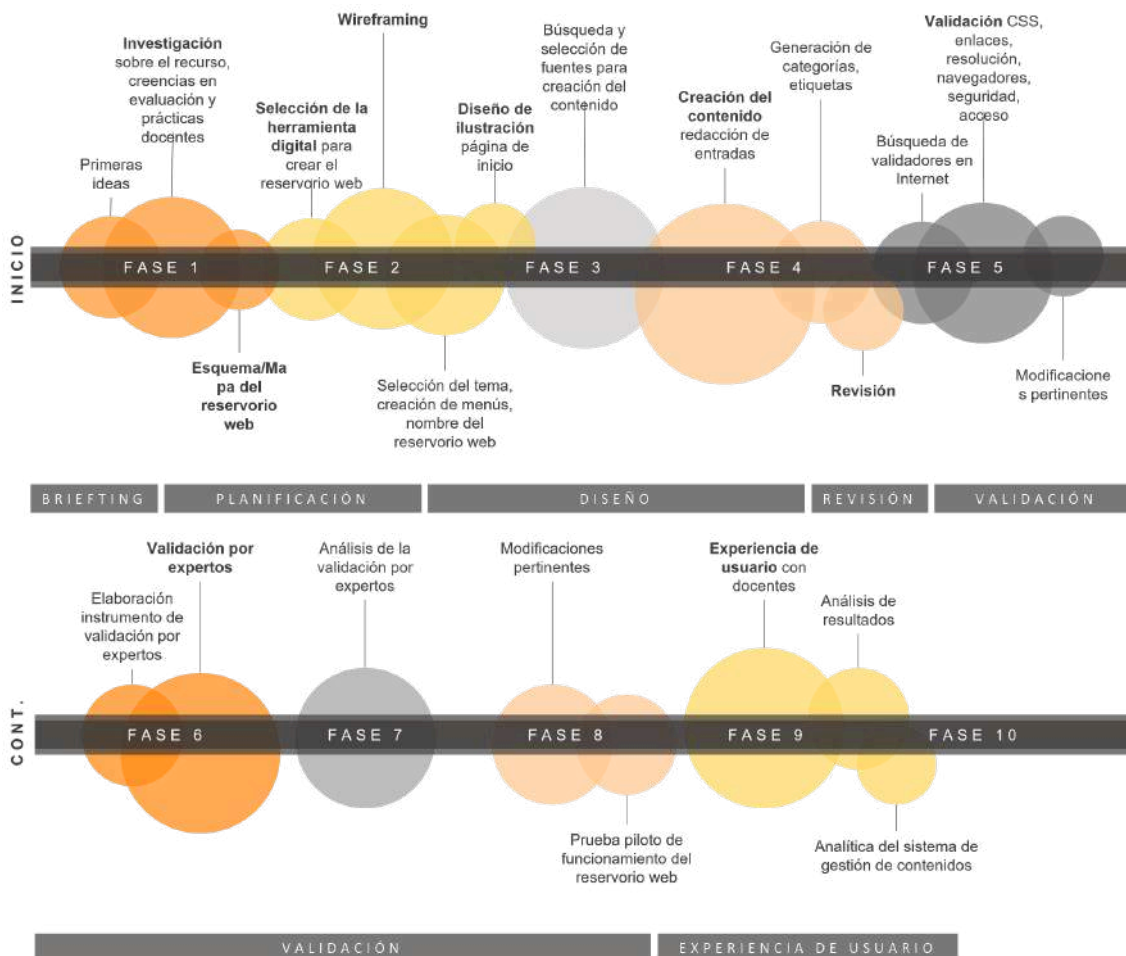 Primeras
ideas
Investigación
sobre el recurso,
creencias en
evaluación y
prácticas
docentes
Selección de la
herramienta
digital para
crear el
reservorio web
Wireframing
Diseño de
ilustración
página de
inicio
Búsqueda y
selección de
fuentes para
creación del
contenido
Creación del
contenido
redacción de
entradas
Generación de
categorías,
etiquetas
Búsqueda de
validadores en
Internet
Validación CSS,
enlaces,
resolución,
navegadores,
seguridad,
acceso
INICIO
FASE 1
FASE 2
FASE 3
FASE 4
FASE 5
Esquema/Ma
pa del
reservorio
web
Selección del tema,
creación de menús,
nombre del
reservorio web
Revisión
Modificacione
s pertinentes
BRIEFTING
PLANIFICACIÓN
DISEÑO
REVISIÓN
VALIDACIÓN
Elaboración
instrumento de
validación por
expertos
Validación por
expertos
Análisis de la
validación por
expertos
Modificaciones
pertinentes
Experiencia de
usuario con
docentes
Análisis de
resultados
CONT.
FASE 6
FASE 7
FASE 8
FASE 9
FASE 10
Prueba piloto de
funcionamiento del
reservorio web
Analítica del sistema de
gestión de contenidos
VALIDACIÓN
EXPERIENCIA DE USUARIO